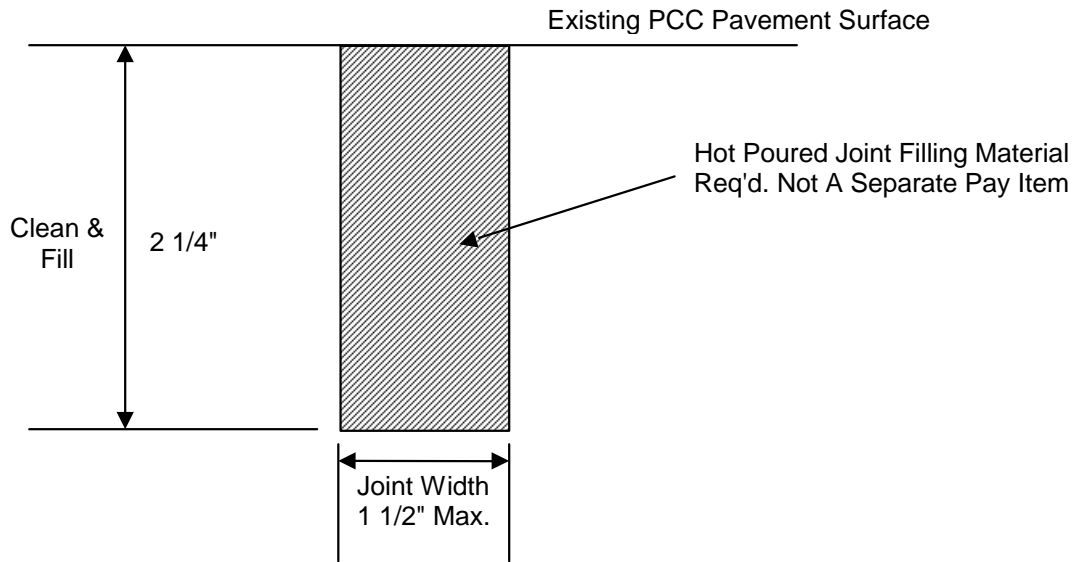 Existing PCC Pavement Surface
Hot Poured Joint Filling Material
Req'd. Not A Separate Pay Item
Clean &
Fill
2 1/4"
Joint Width
1 1/2" Max.